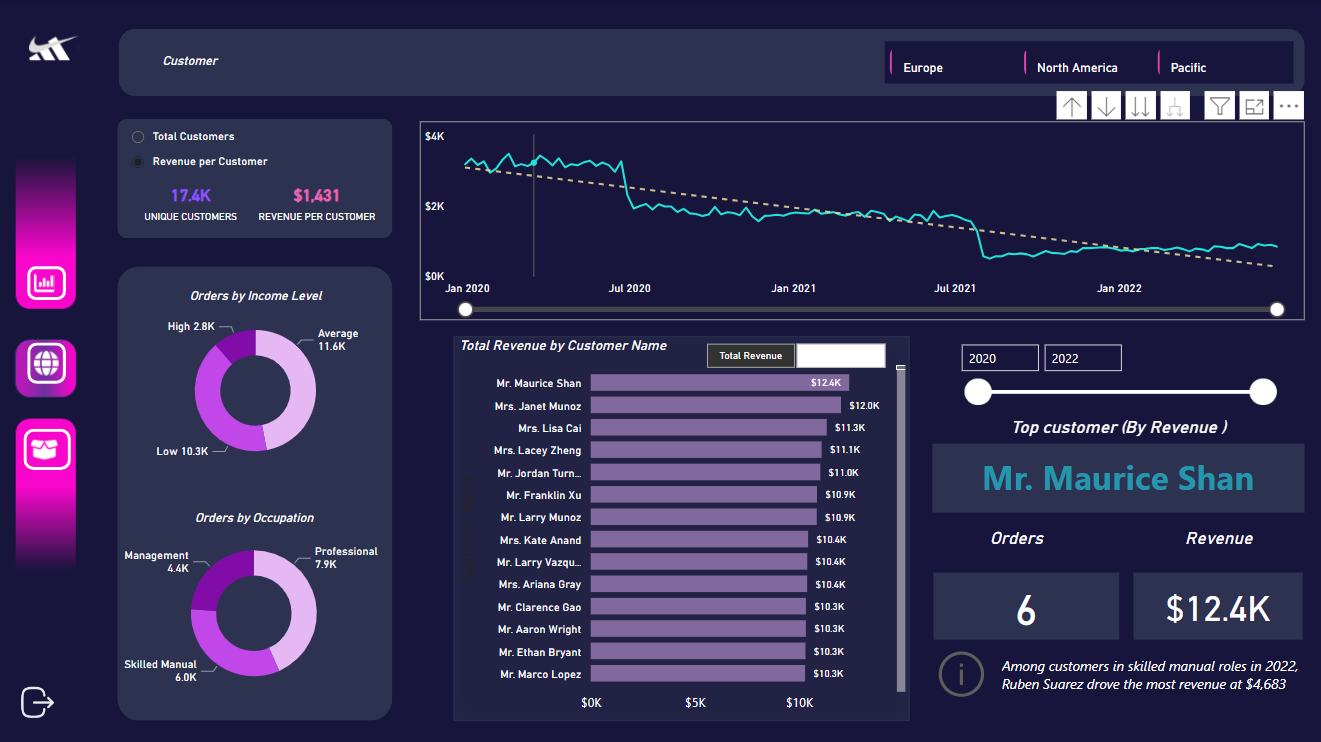 Customer
Europe
North America
Pacific
Total Customers
Revenue per Customer
17.4K
$1,431
UNIQUE CUSTOMERS
REVENUE PER CUSTOMER
$4K
$2K
$0K
Jan 2020
Jul 2020
Jan 2021
Jul 2021
Jan 2022
Orders by Income Level
High 2.8K
Average
11.6K
Low 10.3K
Orders by Occupation
Management
4.4K
Professional
7.9K
Skilled Manual
6.0K
Total Revenue by Customer Name
Total Revenue
Mr. Maurice Shan $12.4K
Mrs. Janet Munoz $12.0K
Mrs. Lisa Cai $11.3K
Mrs. Lacey Zheng $11.1K
Mr. Jordan Turn... $11.0K
Mr. Franklin Xu $10.9K
Mr. Larry Munoz $10.9K
Mrs. Kate Anand $10.4K
Mr. Larry Vazqu... $10.4K
Mrs. Ariana Gray $10.4K
Mr. Clarence Gao $10.3K
Mr. Aaron Wright $10.3K
Mr. Ethan Bryant $10.3K
Mr. Marco Lopez $10.3K
$0K
$5K
$10K
2020
2022
Top customer (By Revenue )
Mr. Maurice Shan
Orders
Revenue
6
$12.4K
Among customers in skilled manual roles in 2022,
Ruben Suarez drove the most revenue at $4,683